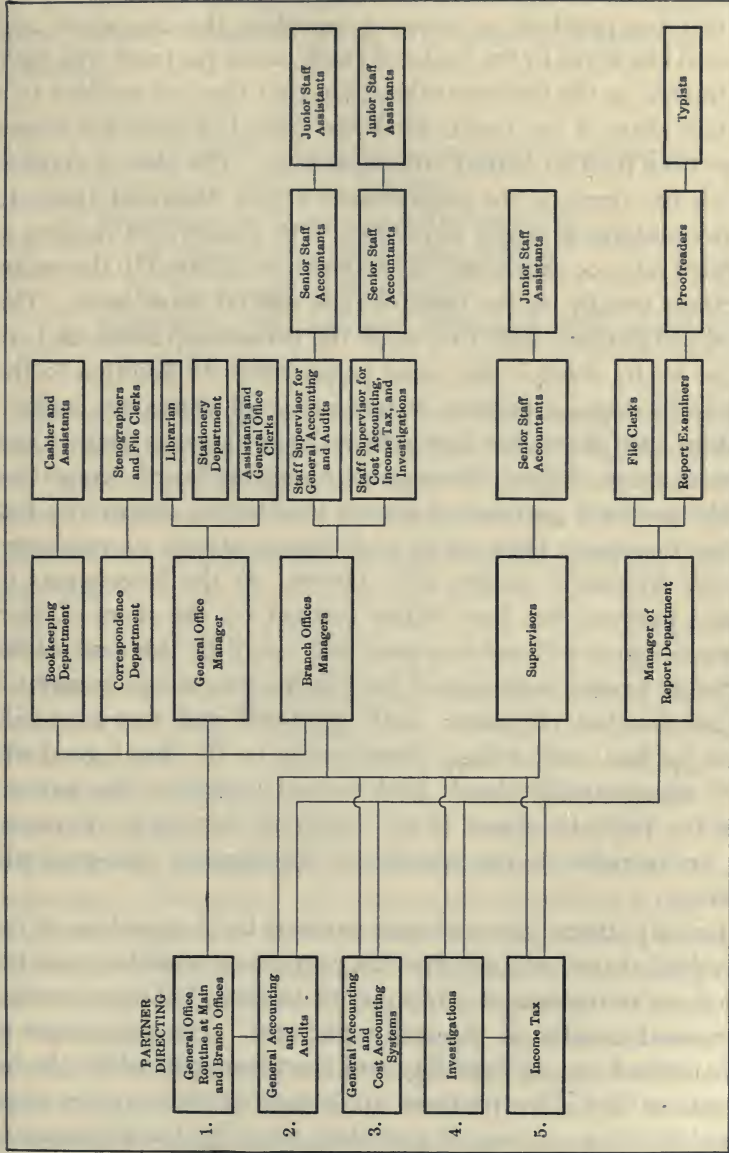 PARTNER
DIRECTING
1.
General Office
Routine at Main
and Branch Offices
2.
General Accounting
and
Audits
3.
General Accounting
and
Cost Accounting
Systems
4.
Investigations
5.
Income Tax
Bookkeeping
Department
Correspondence
Department
General Office
Manager
Branch Offices
Managers
Supervisors
Manager of
Report Department
Cashier and
Assistants
Stenographers
and Filo Clerks
Librarian
Stationery
Department
Assistants and
General Office
Clerks
Staff Supervisor for
General Accounting
and Audits
Staff Supervisor for
Cost Accounting,
Income Tax, and
Investigations
Senior Staff
Accountants
File Clerks
Report Examiners
Senior Staff
Accountants
Senior Staff
Accountants
Junior Staff
Assistants
Proofreaders
Junior Staff
Assistants
Junior Staff
Assistants
Typists